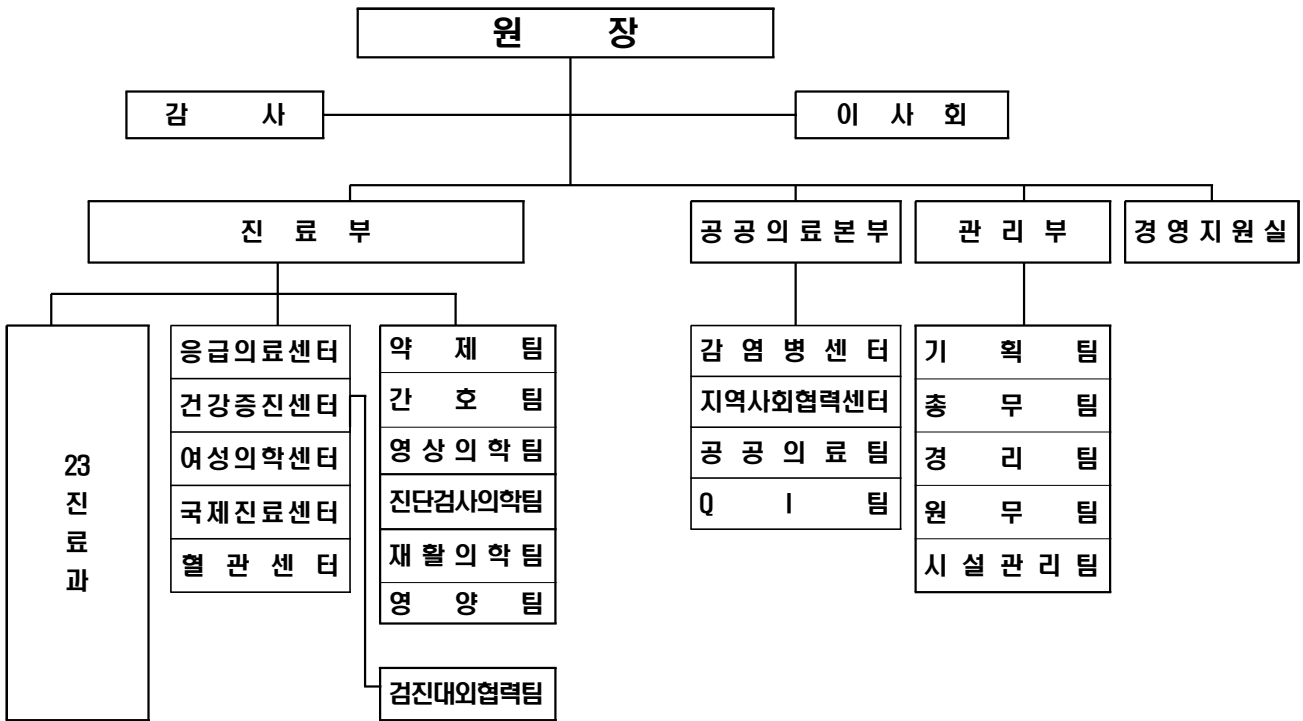 원 장
감 사
이 사 회
진 료 부
공공의료본부
관 리 부
경영지원실
23
진
료
과
응급의료센터
건강증진센터
여성의학센터
국제진료센터
혈 관 센 터
약 제 팀
간 호 팀
영상의학팀
진단검사의학팀
재활의학팀
영 양 팀
검진대외협력팀
감염병센터
지역사회협력센터
공공의료팀
Q I 팀
기 획 팀
총 무 팀
경 리 팀
원 무 팀
시설관리팀